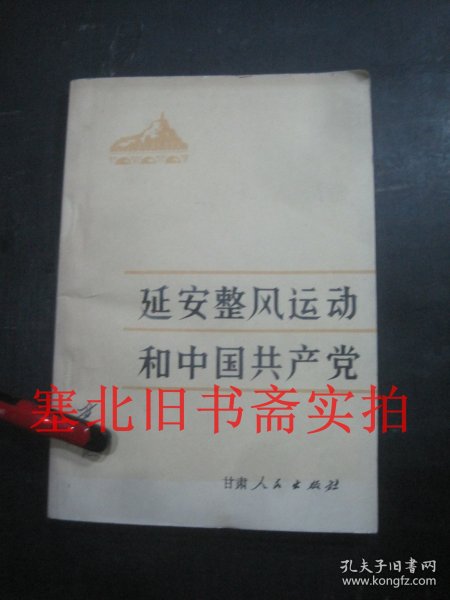 延安整风运动
和中国共产党
塞北旧书斋实拍
甘肃人民出版社
孔夫子旧书网
www.kongfz.com